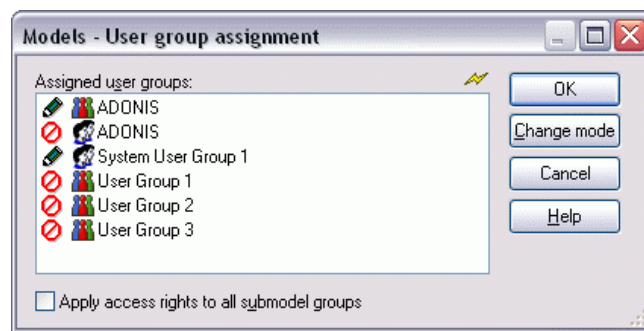 Models - User group assignment
Assigned user groups:
ADONIS
ADONIS
System User Group 1
User Group 1
User Group 2
User Group 3
Apply access rights to all submodel groups
OK
Change mode
Cancel
Help